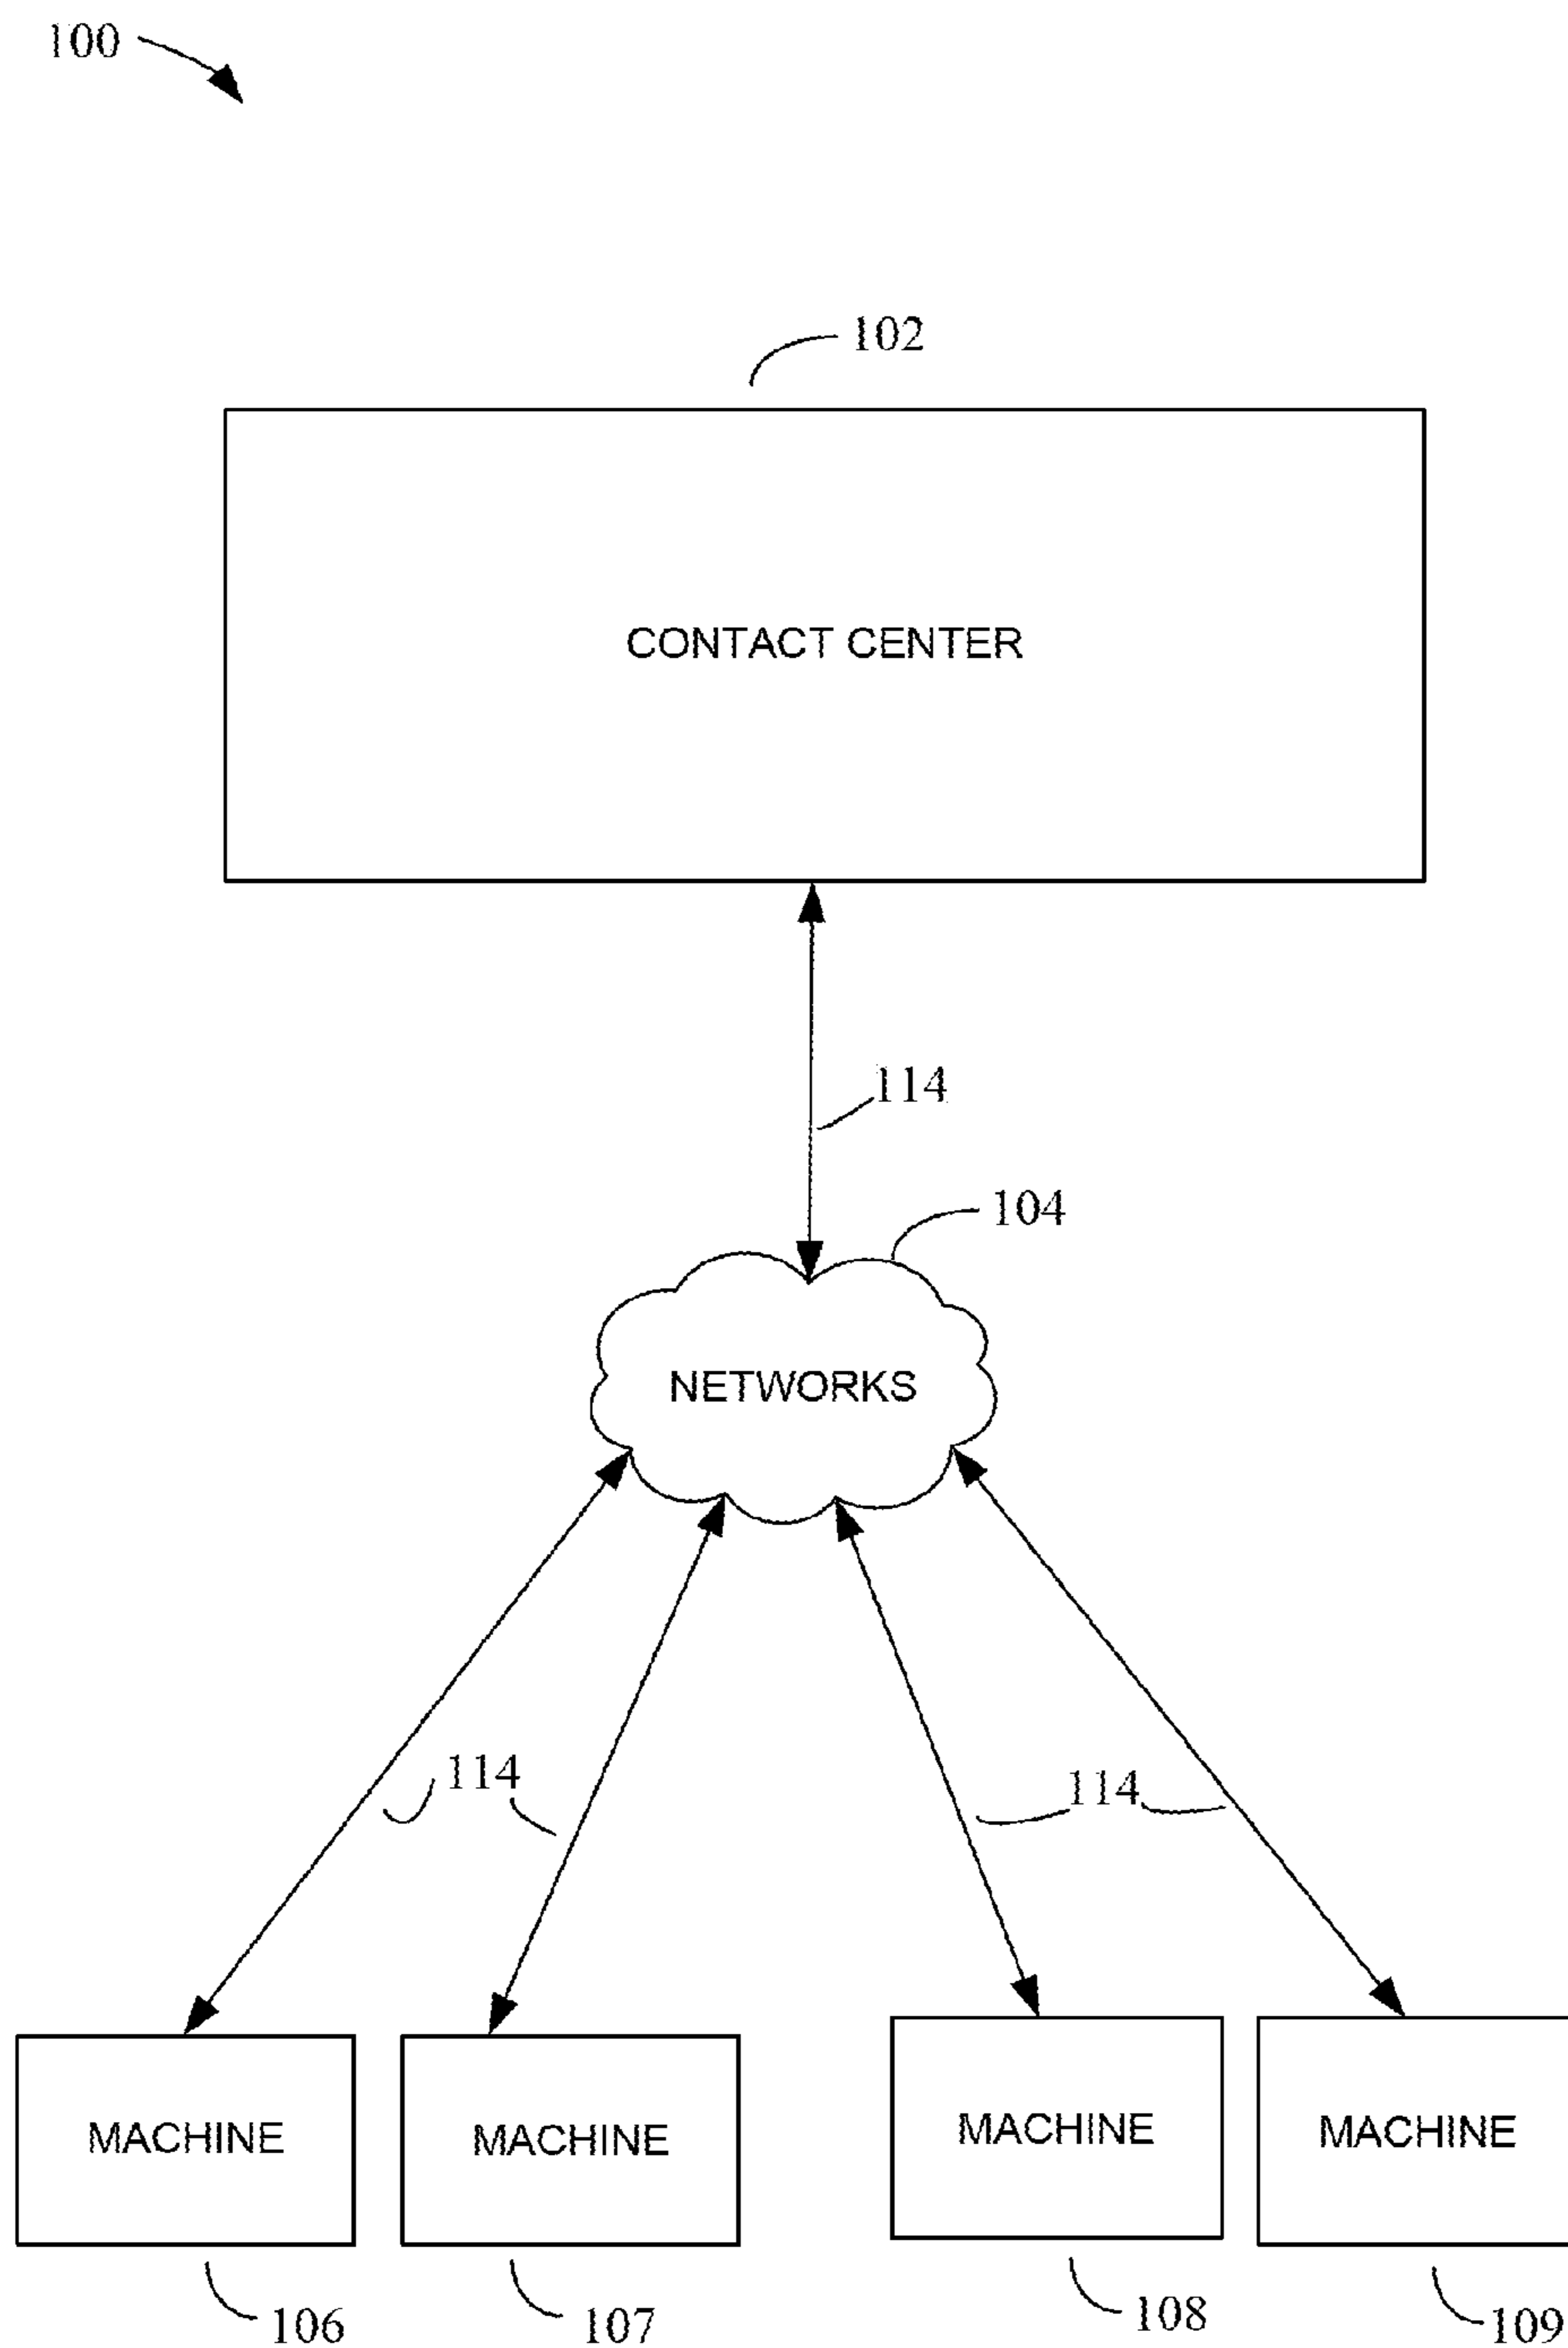 100
102
CONTACT CENTER
114
104
NETWORKS
114
114
MACHINE
MACHINE
MACHINE
MACHINE
106
107
108
109